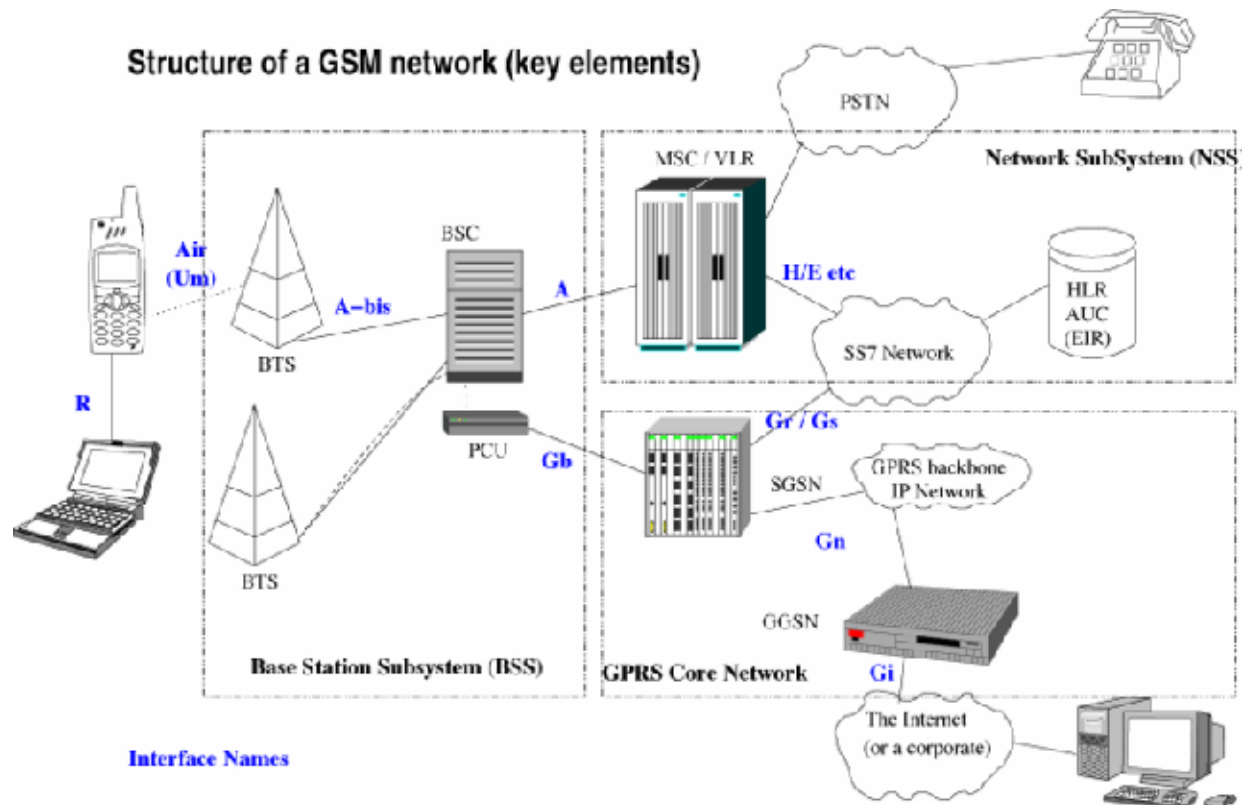 Structure of a GSM network (key elements)
PSTN
MSC / VLR
Network SubSystem (NSS)
BSC
Air
(Um)
A-bis
A
H/E etc
HLR
AUC
(EIR)
BTS
SS7 Network
R
PCU
Gb
Gr / Gs
SGSN
GPRS backbone
IP Network
Gn
BTS
GGSN
Base Station Subsystem (BSS)
GPRS Core Network
Gi
The Internet
(or a corporate)
Interface Names